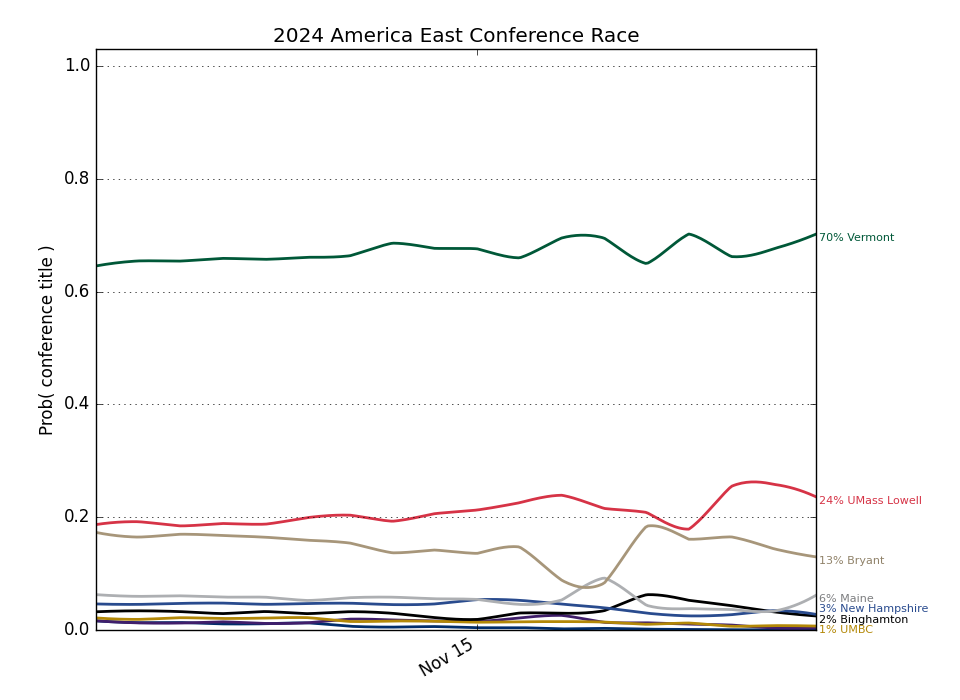 2024 America East Conference Race
1.0
0.8
0.6
0.4
0.2
0.0
Prob( conference title )
Nov 15
70% Vermont
24% UMass Lowell
13% Bryant
6% Maine
3% New Hampshire
2% Binghamton
1% UMBC